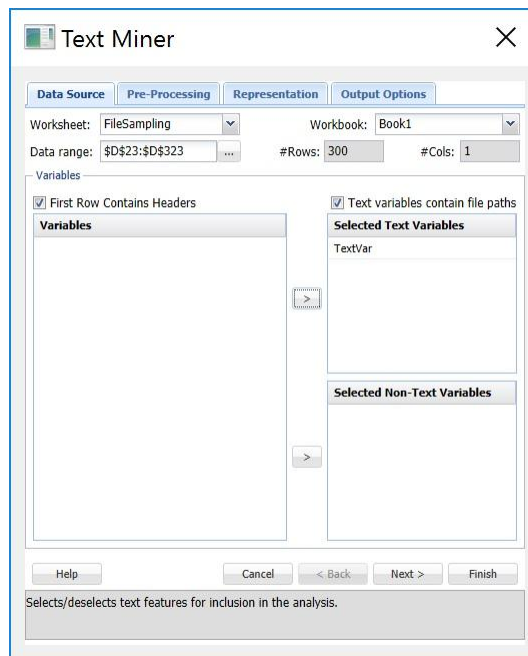 Text Miner
Data Source Pre-Processing Representation Output Options
Worksheet: FileSampling Workbook: Book1
Data range: $D$23:$D$323 ... #Rows: 300 #Cols: 1
Variables
First Row Contains Headers Text variables contain file paths
Variables Selected Text Variables
TextVar
>
Selected Non-Text Variables
>
Help Cancel < Back Next > Finish
Selects/deselects text features for inclusion in the analysis.